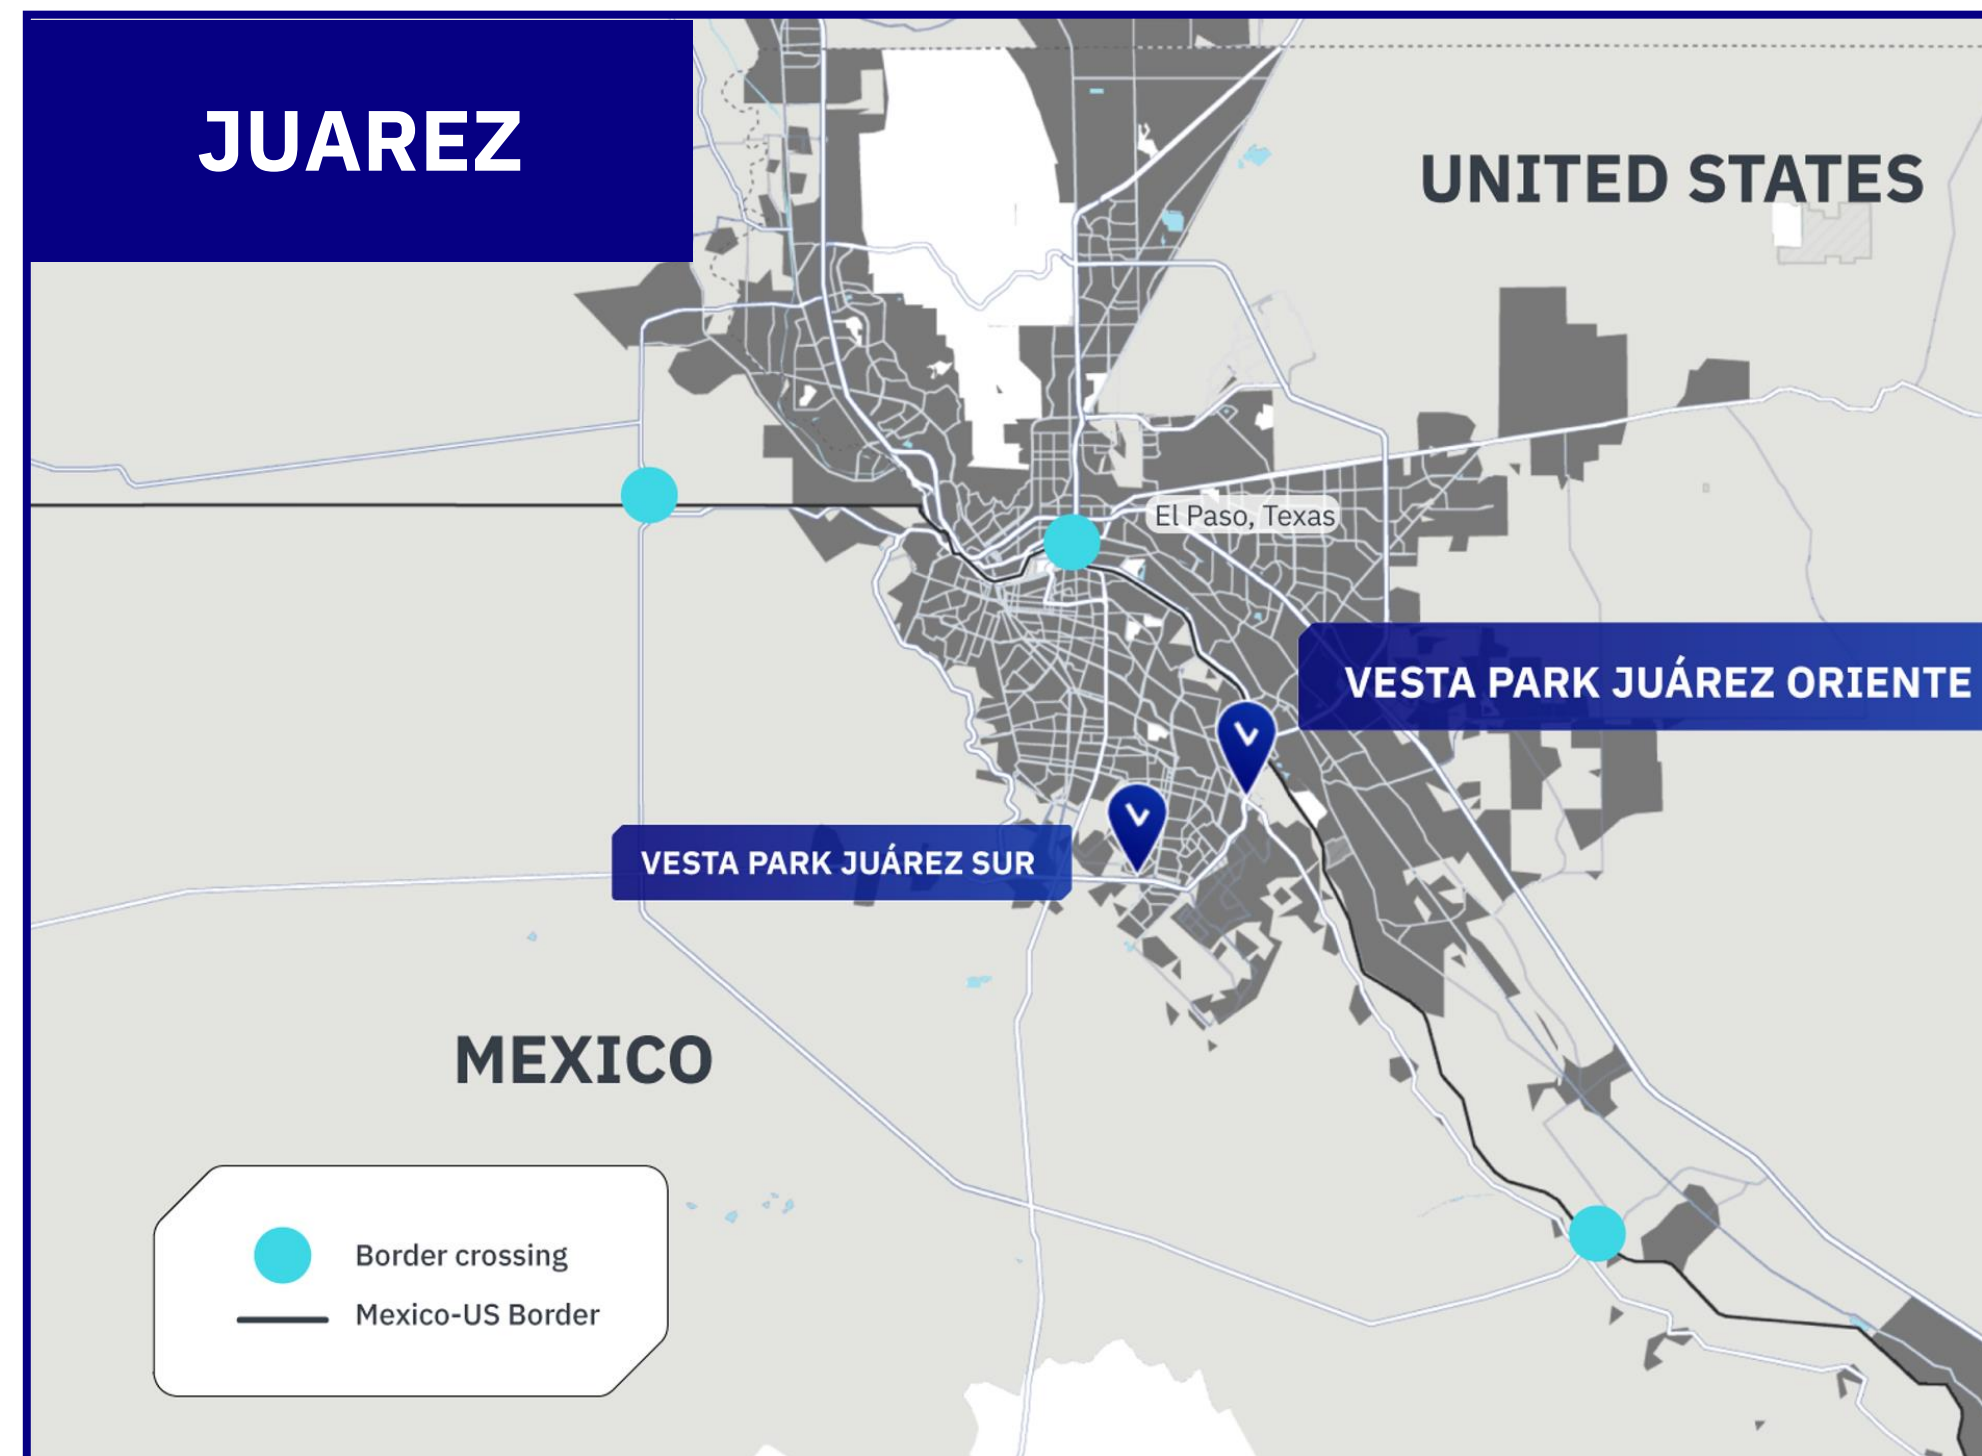 JUAREZ
UNITED STATES
El Paso, Texas
VESTA PARK JUÁREZ ORIENTE
VESTA PARK JUÁREZ SUR
MEXICO
Border crossing
Mexico-US Border